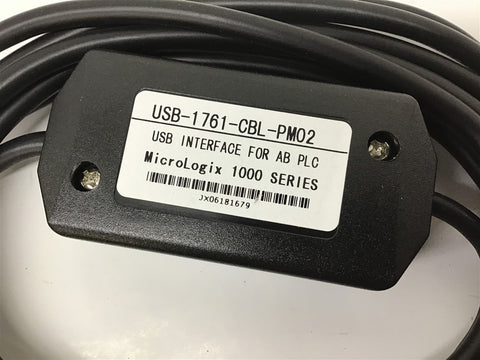 USB-1761-CBL-PM02
USB INTERFACE FOR AB PLC
MicroLogix 1000 SERIES
JX06181679